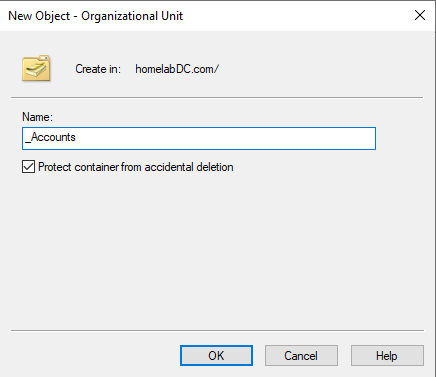 New Object - Organizational Unit
Create in: homelabDC.com/
Name:
_Accounts
Protect container from accidental deletion
OK Cancel Help